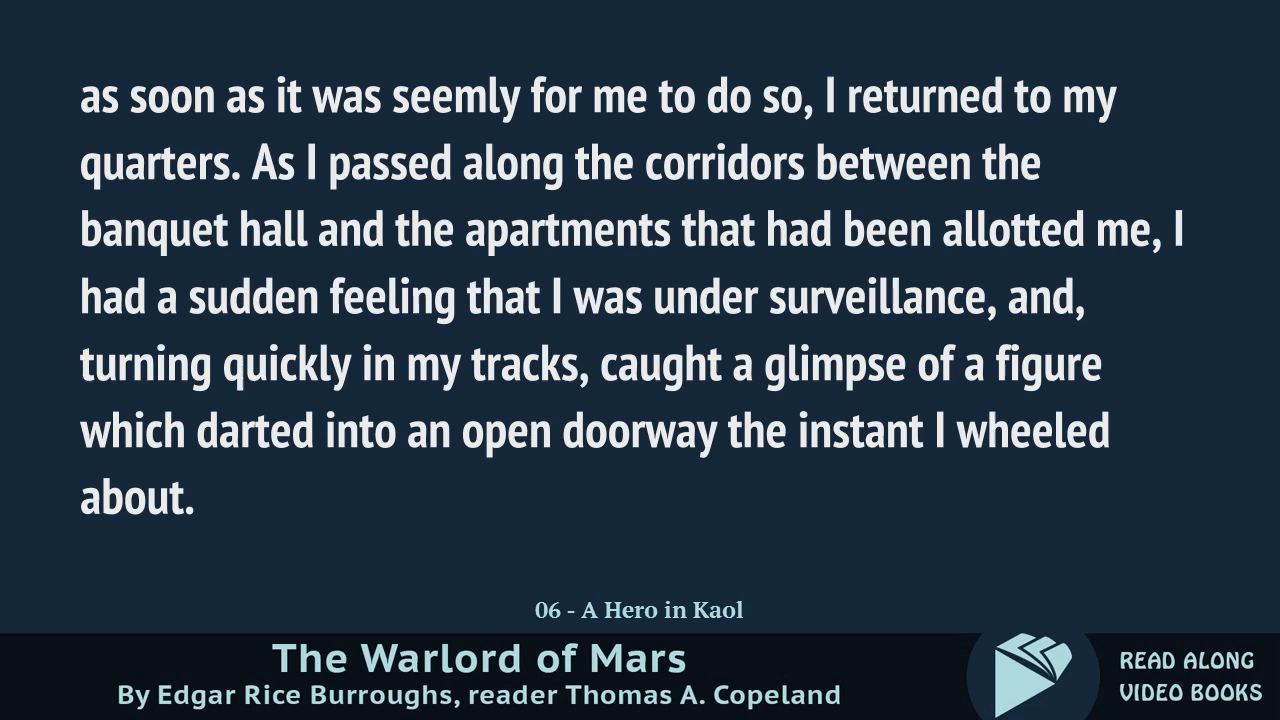 as soon as it was seemly for me to do so, I returned to my
quarters. As I passed along the corridors between the
banquet hall and the apartments that had been allotted me, I
had a sudden feeling that I was under surveillance, and,
turning quickly in my tracks, caught a glimpse of a figure
which darted into an open doorway the instant I wheeled
about.
06 - A Hero in Kaol
The Warlord of Mars
By Edgar Rice Burroughs, reader Thomas A. Copeland
READ ALONG
VIDEO BOOKS